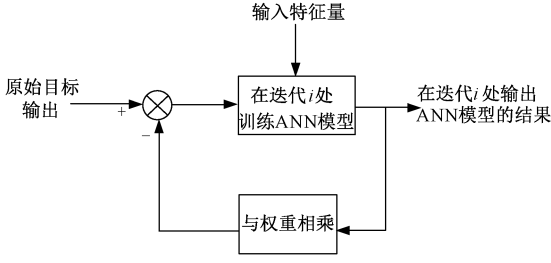 输入特征量
原始目标
输出
+
−
在迭代i处
训练ANN模型
在迭代i处输出
ANN模型的结果
与权重相乘